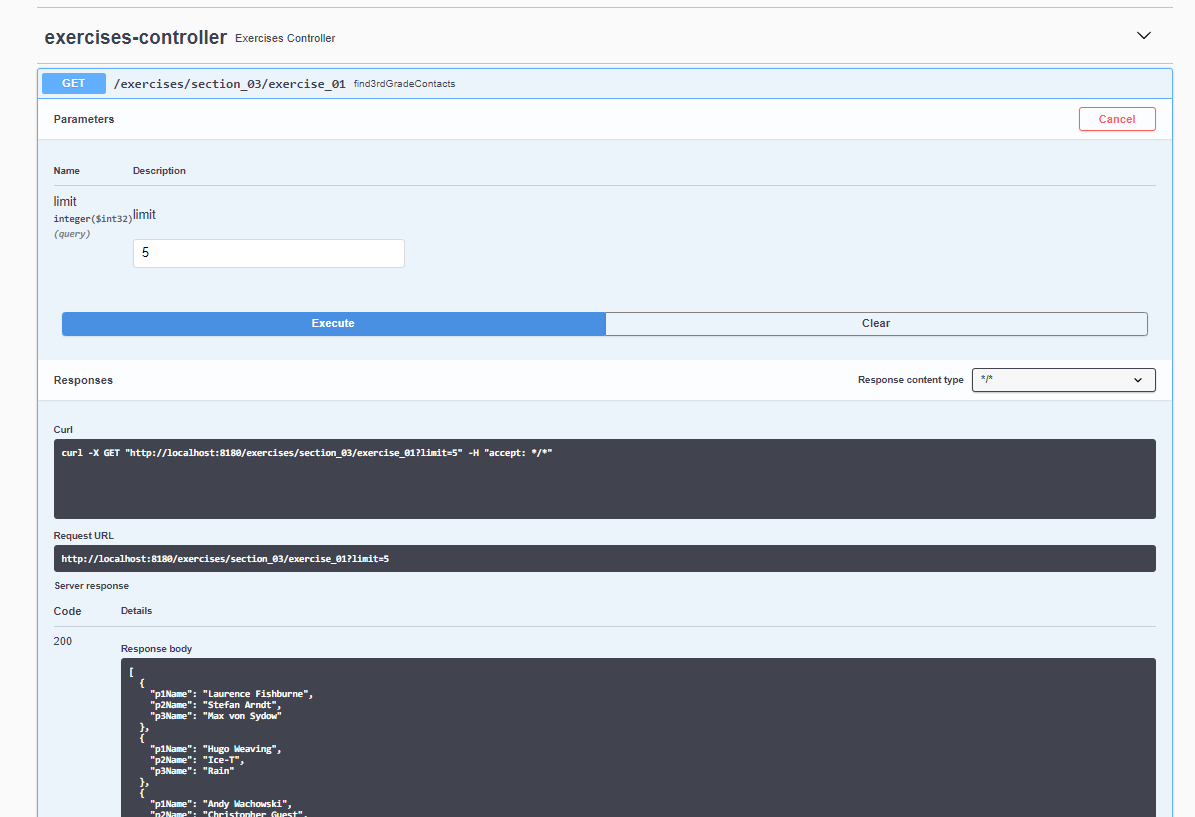 exercises-controller Exercises Controller
GET /exercises/section_03/exercise_01 find3rdGradeContacts
Parameters
Cancel
Name Description
limit
integer($int32)
(query)
limit
5
Execute
Clear
Responses
Response content type */*
Curl
curl -X GET "http://localhost:8180/exercises/section_03/exercise_01?limit=5" -H "accept: */*"
Request URL
http://localhost:8180/exercises/section_03/exercise_01?limit=5
Server response
Code Details
200
Response body
[
{
"p1Name": "Laurence Fishburne",
"p2Name": "Stefan Arndt",
"p3Name": "Max von Sydow"
},
{
"p1Name": "Hugo Weaving",
"p2Name": "Ice-T",
"p3Name": "Rain"
},
{
"p1Name": "Andy Wachowski",
"p2Name": "Christopher Guest",